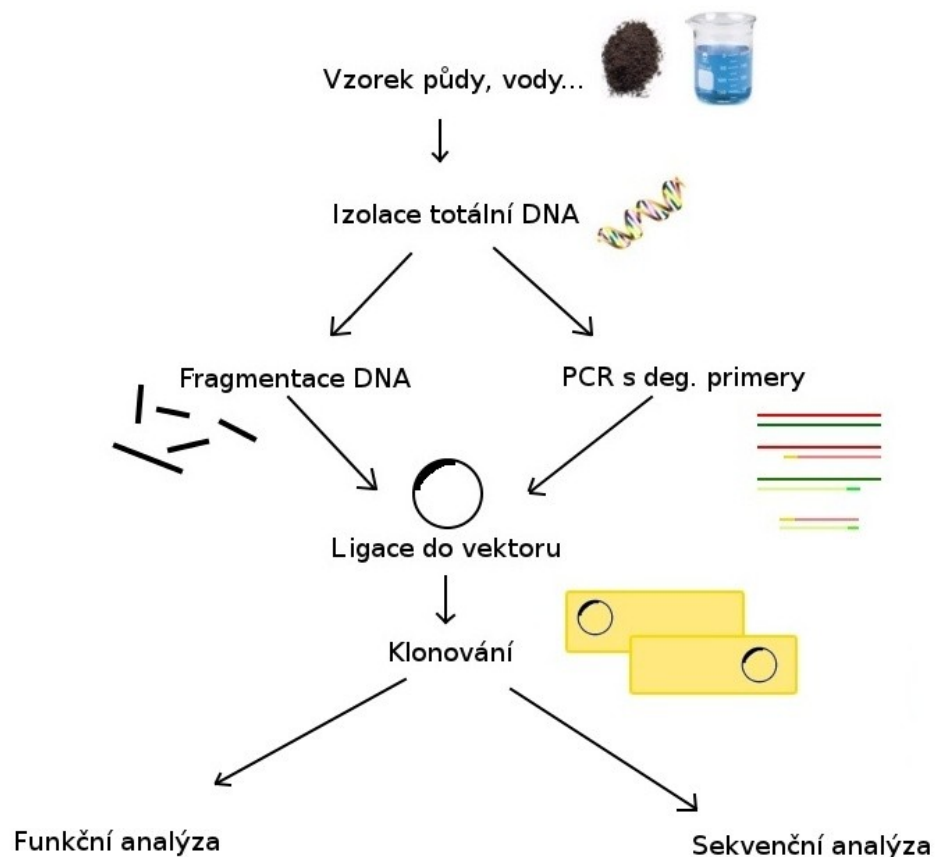 Vzorek půdy, vody...
Izolace totální DNA
Fragmentace DNA
PCR s deg. primery
Ligace do vektoru
Klonování
Funkční analýza
Sekvenční analýza